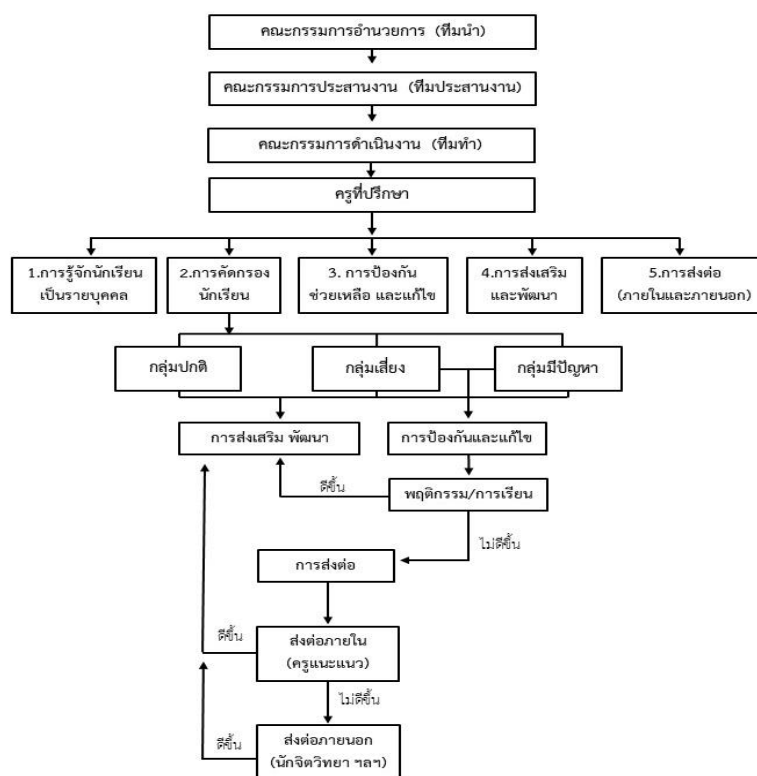 คณะกรรมการอำนวยการ (ทีมนำ)
คณะกรรมการประสานงาน (ทีมประสานงาน)
คณะกรรมการดำเนินงาน (ทีมทำ)
ครูที่ปรึกษา
1.การรู้จักนักเรียน
เป็นรายบุคคล
2.การคัดกรอง
นักเรียน
3. การป้องกัน
ช่วยเหลือ และแก้ไข
4.การส่งเสริม
และพัฒนา
5.การส่งต่อ
(ภายในและภายนอก)
กลุ่มปกติ
กลุ่มเสี่ยง
กลุ่มมีปัญหา
การส่งเสริม พัฒนา
การป้องกันและแก้ไข
ดีขึ้น
พฤติกรรม/การเรียน
ไม่ดีขึ้น
การส่งต่อ
ดีขึ้น
ส่งต่อภายใน
(ครูแนะแนว)
ไม่ดีขึ้น
ดีขึ้น
ส่งต่อภายนอก
(นักจิตวิทยา ฯลฯ)